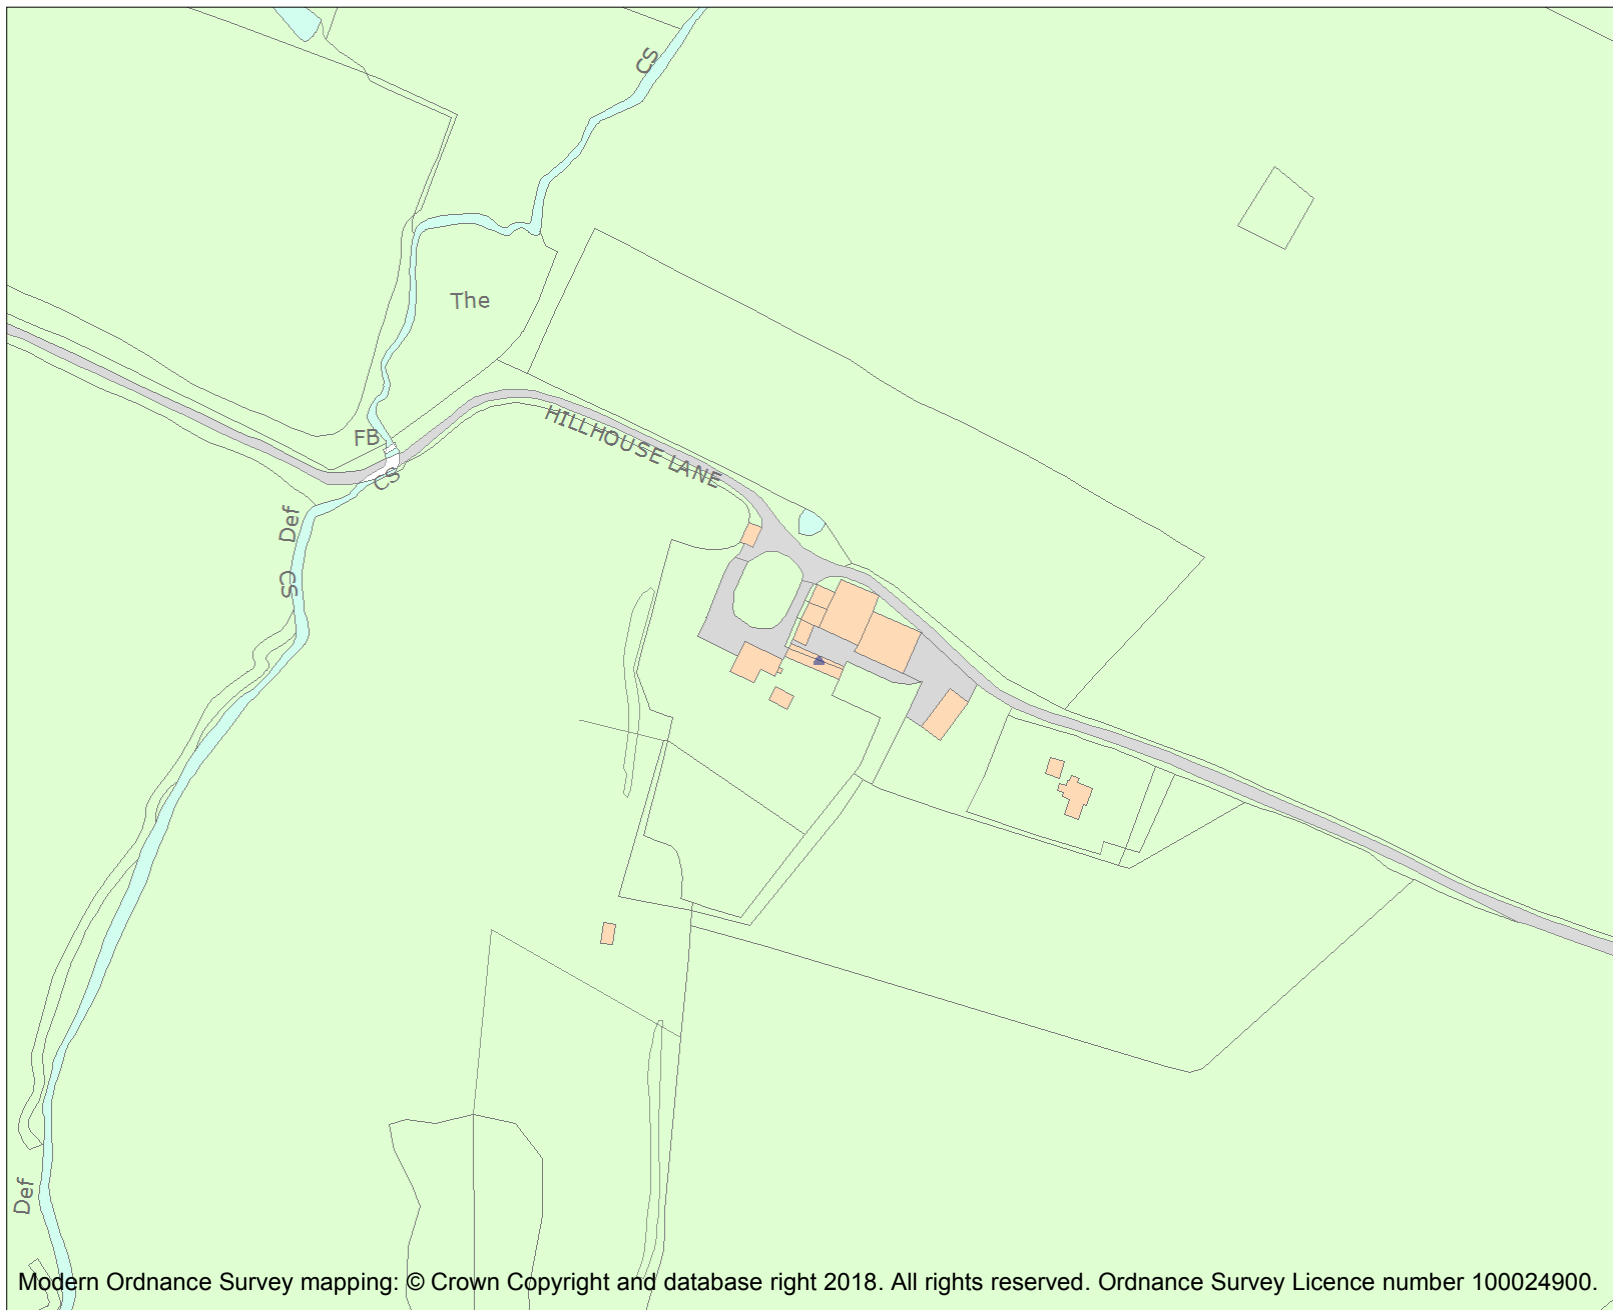 CS
The
FB
HILLHOUSE LANE
CS
Def
CS
Def
Modern Ordnance Survey mapping: © Crown Copyright and database right 2018. All rights reserved. Ordnance Survey Licence number 100024900.